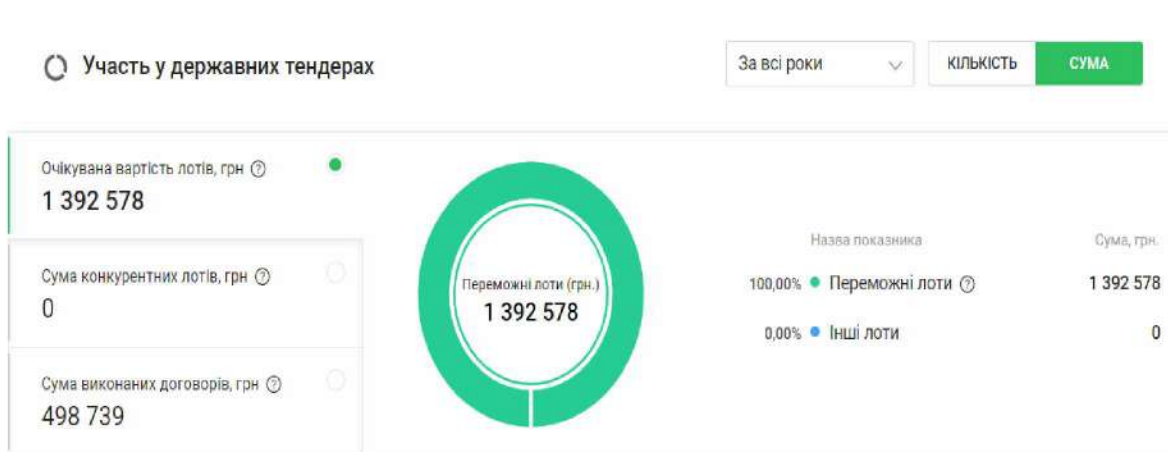 Участь у державних тендерах
За всі роки
КІЛЬКІСТЬ
СУМА
Очікувана вартість лотів, грн
1 392 578
Сума конкурентних лотів, грн
0
Сума виконаних договорів, грн
498 739
Переможні лоти (грн.)
1 392 578
Назва показника Сума, грн.
100,00% Переможні лоти 1 392 578
0,00% Інші лоти 0